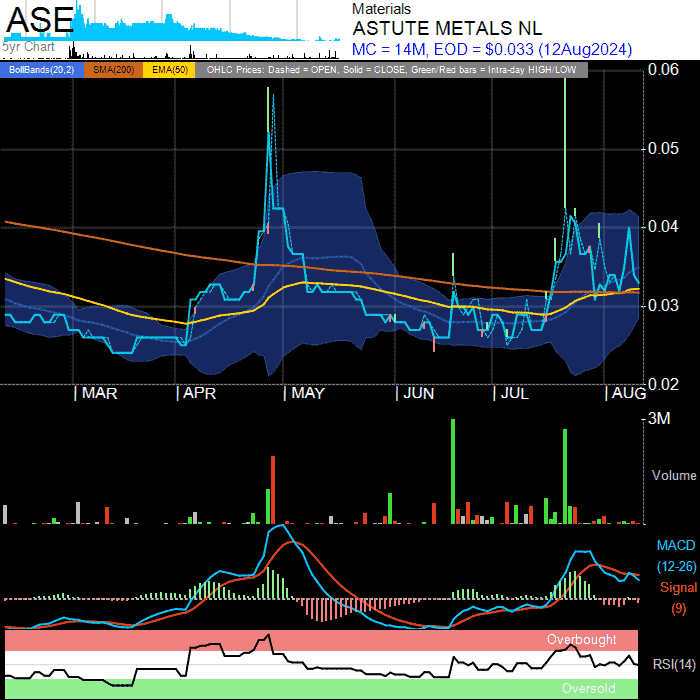 ASE
5yr Chart
Materials
ASTUTE METALS NL
MC = 14M, EOD = $0.033 (12Aug2024)
BollBands(20,2) SMA(200) EMA(50) OHLC Prices: Dashed = OPEN, Solid = CLOSE, Green/Red bars = Intra-day HIGH/LOW
0.06
0.05
0.04
0.03
0.02
MAR APR MAY JUN JUL AUG
3M
Volume
MACD
(12-26)
Signal
(9)
Overbought
RSI(14)
Oversold